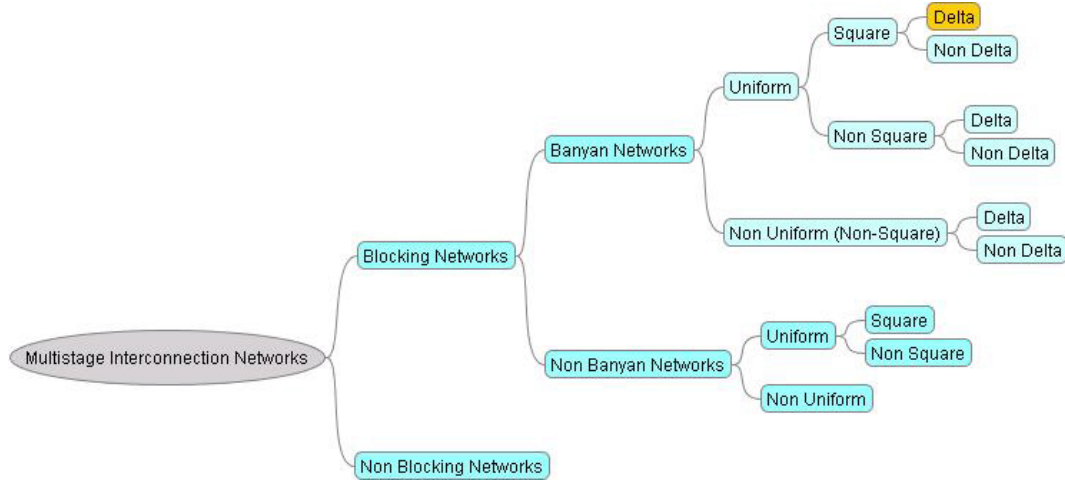 Multistage Interconnection Networks
Blocking Networks
Banyan Networks
Uniform
Square
Delta
Non Delta
Non Square
Delta
Non Delta
Non Uniform (Non-Square)
Delta
Non Delta
Non Banyan Networks
Uniform
Square
Non Square
Non Uniform
Non Blocking Networks